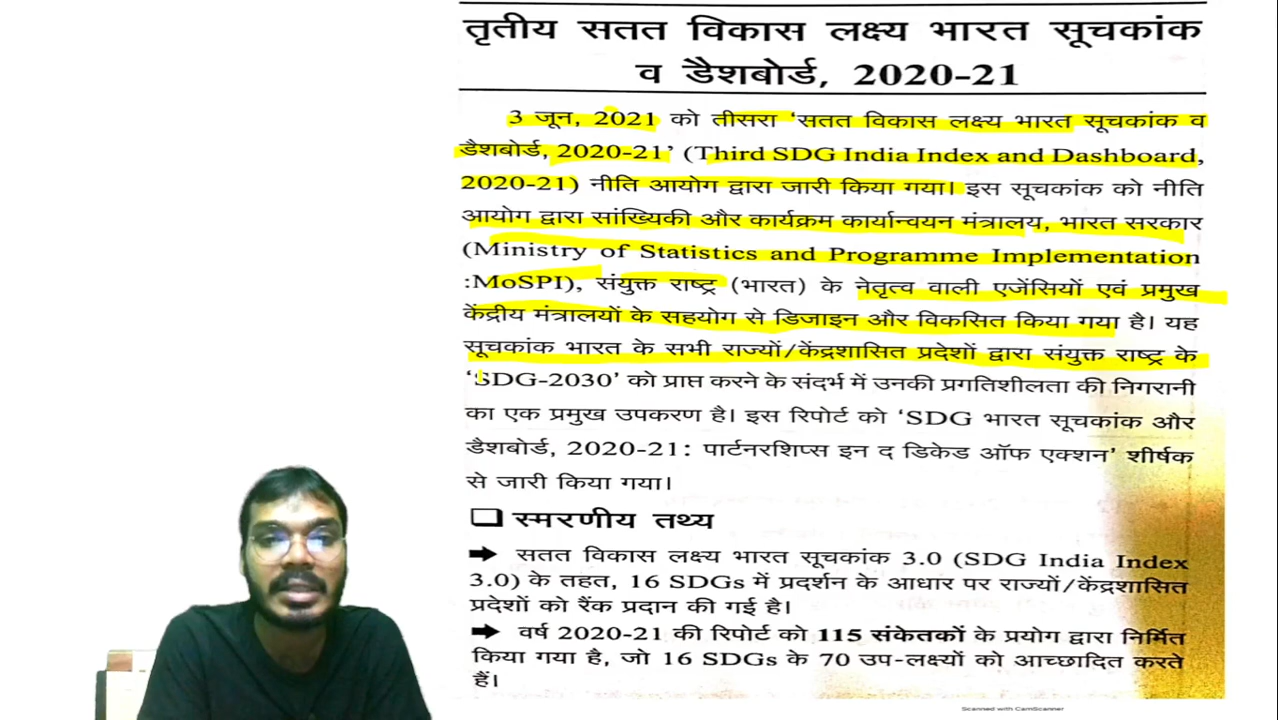 तृतीय सतत विकास लक्ष्य भारत सूचकांक
व डैशबोर्ड, 2020-21
3 जून, 2021 को तीसरा ‘सतत विकास लक्ष्य भारत सूचकांक व
डैशबोर्ड, 2020-21’ (Third SDG India Index and Dashboard,
2020-21) नीति आयोग द्वारा जारी किया गया। इस सूचकांक को नीति
आयोग द्वारा सांख्यिकी और कार्यक्रम कार्यान्वयन मंत्रालय, भारत सरकार
(Ministry of Statistics and Programme Implementation
:MoSPI), संयुक्त राष्ट्र (भारत) के नेतृत्व वाली एजेंसियों एवं प्रमुख
केंद्रीय मंत्रालयों के सहयोग से डिजाइन और विकसित किया गया है। यह
सूचकांक भारत के सभी राज्यों/केंद्रशासित प्रदेशों द्वारा संयुक्त राष्ट्र के
‘SDG-2030’ को प्राप्त करने के संदर्भ में उनकी प्रगतिशीलता की निगरानी
का एक प्रमुख उपकरण है। इस रिपोर्ट को ‘SDG भारत सूचकांक और
डैशबोर्ड, 2020-21: पार्टनरशिप्स इन द डिकेड ऑफ एक्शन’ शीर्षक
से जारी किया गया।
❑ स्मरणीय तथ्य
➡ सतत विकास लक्ष्य भारत सूचकांक 3.0 (SDG India Index
3.0) के तहत, 16 SDGs में प्रदर्शन के आधार पर राज्यों/केंद्रशासित
प्रदेशों को रैंक प्रदान की गई है।
➡ वर्ष 2020-21 की रिपोर्ट को 115 संकेतकों के प्रयोग द्वारा निर्मित
किया गया है, जो 16 SDGs के 70 उप-लक्ष्यों को आच्छादित करते
हैं।
Scanned with CamScanner